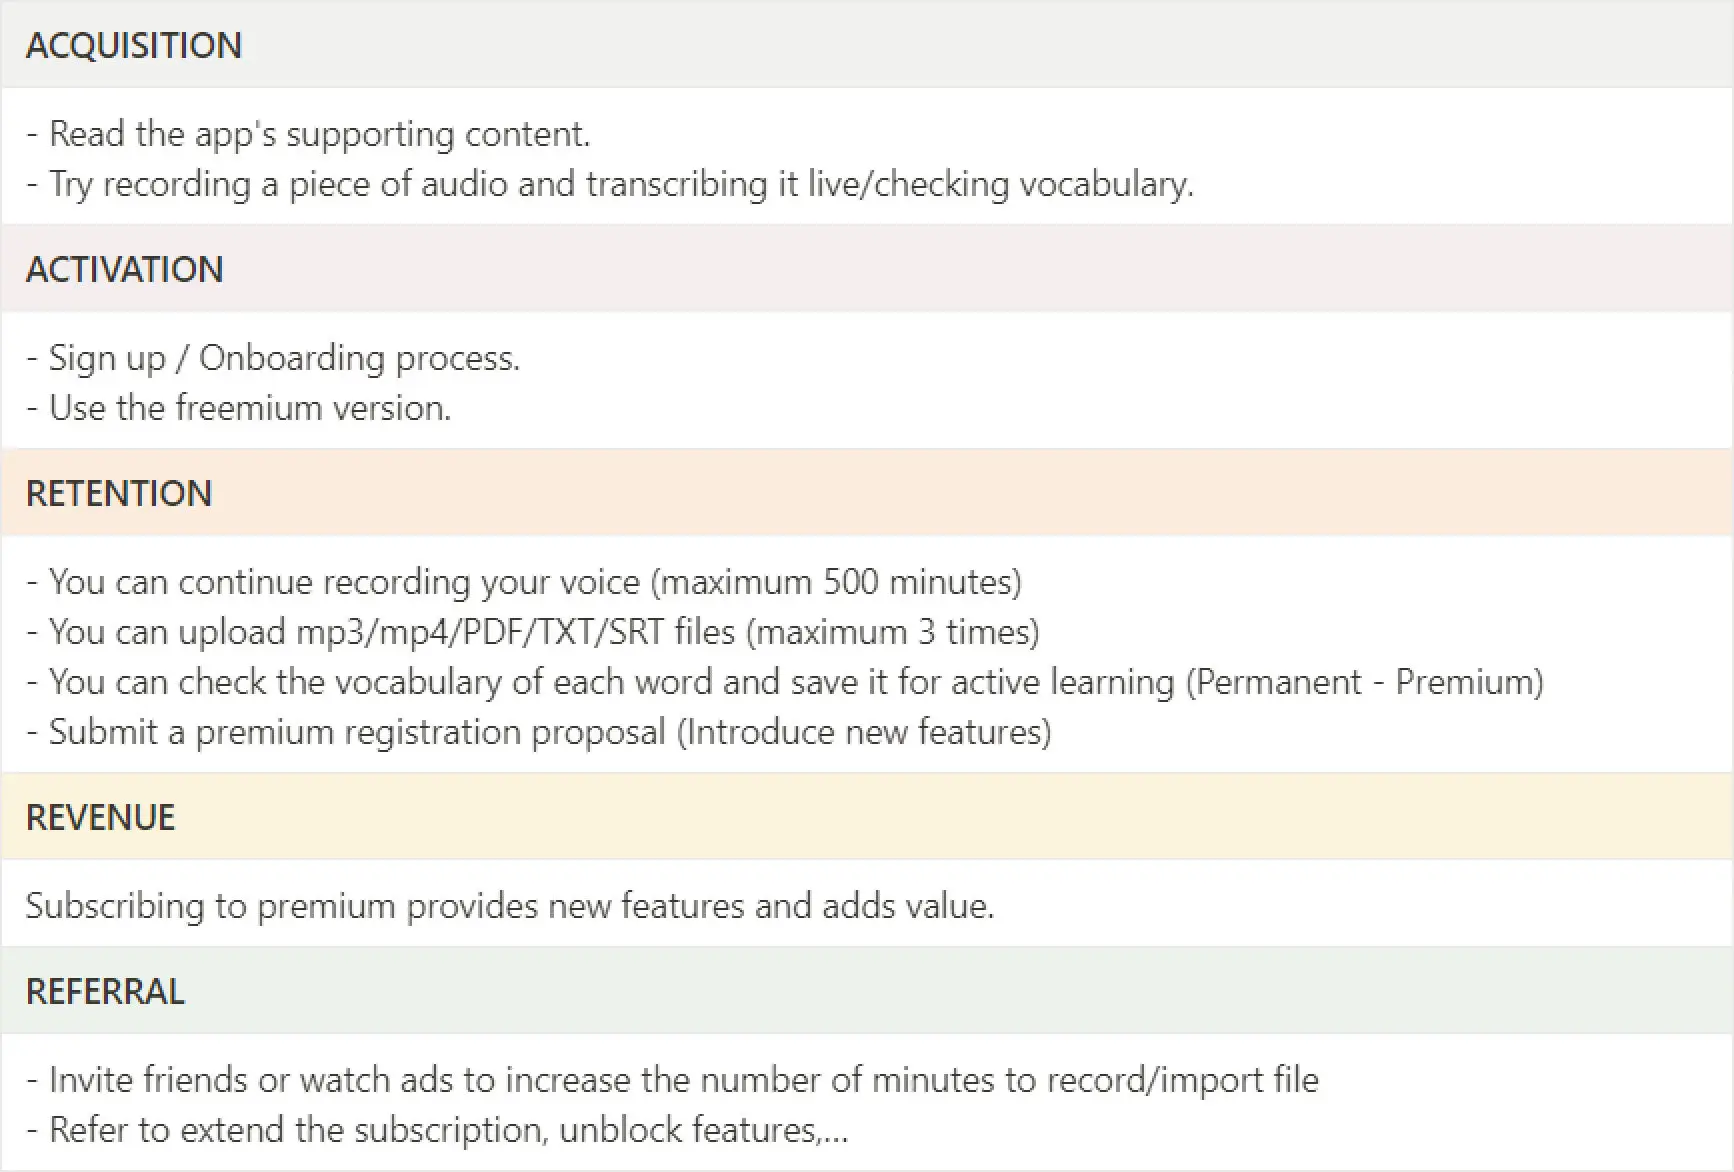 ACQUISITION
- Read the app's supporting content.
- Try recording a piece of audio and transcribing it live/checking vocabulary.
ACTIVATION
- Sign up / Onboarding process.
- Use the freemium version.
RETENTION
- You can continue recording your voice (maximum 500 minutes)
- You can upload mp3/mp4/PDF/TXT/SRT files (maximum 3 times)
- You can check the vocabulary of each word and save it for active learning (Permanent - Premium)
- Submit a premium registration proposal (Introduce new features)
REVENUE
Subscribing to premium provides new features and adds value.
REFERRAL
- Invite friends or watch ads to increase the number of minutes to record/import file
- Refer to extend the subscription, unblock features,...